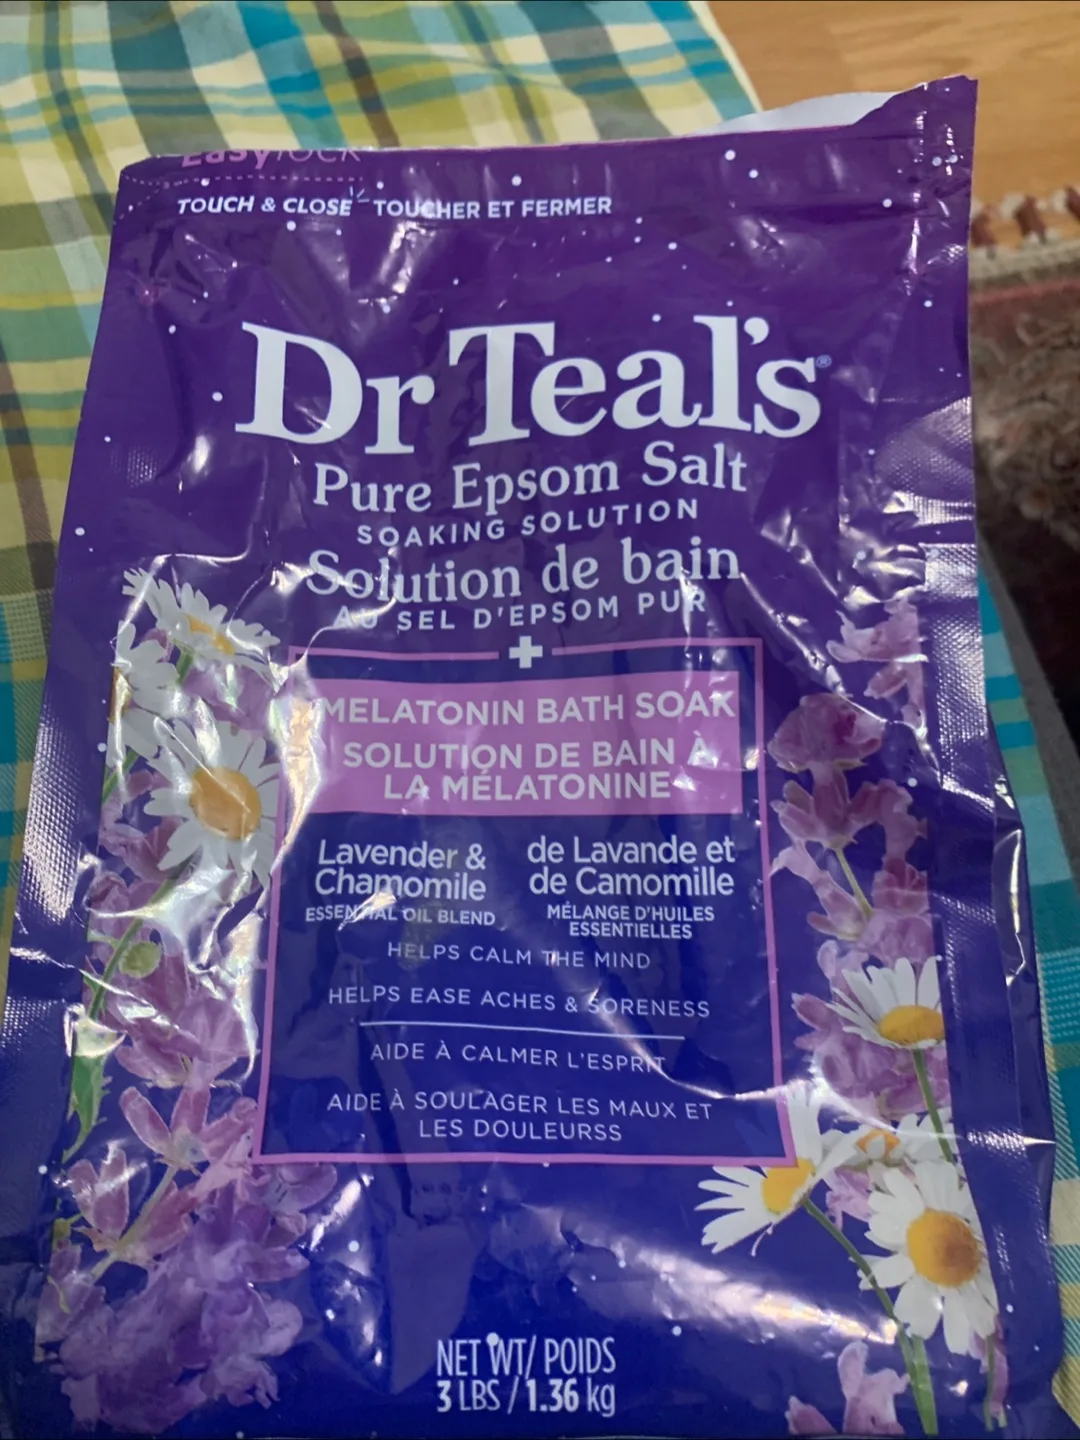 Easylock
TOUCH & CLOSE TOUCHER ET FERMER
Dr Teal's®
Pure Epsom Salt
SOAKING SOLUTION
Solution de bain
AU SEL D'EPSOM PUR
MELATONIN BATH SOAK
SOLUTION DE BAIN À
LA MÉLATONINE
Lavender &
Chamomile
ESSENTIAL OIL BLEND
de Lavande et
de Camomille
MÉLANGE D'HUILES
ESSENTIELLES
HELPS CALM THE MIND
HELPS EASE ACHES & SORENESS
AIDE À CALMER L'ESPRIT
AIDE À SOULAGER LES MAUX ET
LES DOULEURSS
NET WT/ POIDS
3 LBS / 1.36 kg